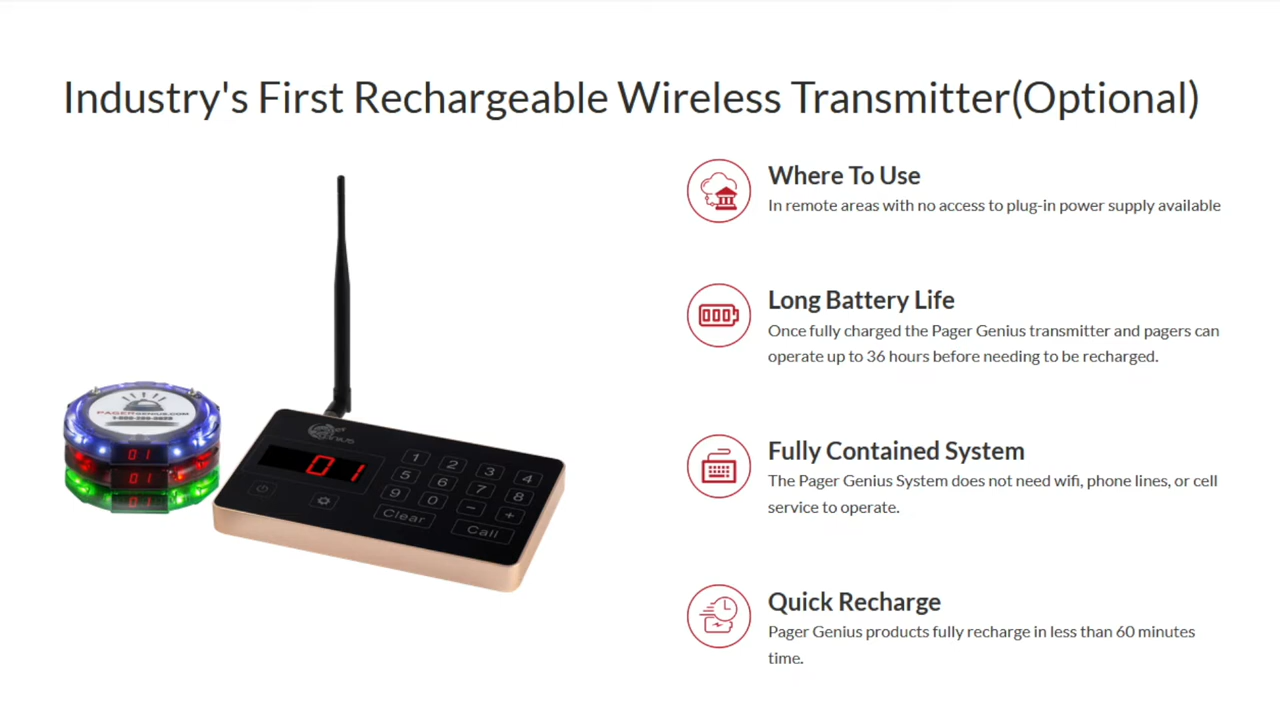 Industry's First Rechargeable Wireless Transmitter(Optional)
Where To Use
In remote areas with no access to plug-in power supply available
Long Battery Life
Once fully charged the Pager Genius transmitter and pagers can
operate up to 36 hours before needing to be recharged.
Fully Contained System
The Pager Genius System does not need wifi, phone lines, or cell
service to operate.
Quick Recharge
Pager Genius products fully recharge in less than 60 minutes
time.
PAGERGENIUS.COM
01
01
01
01
1 2 3 4
5 6 7 8
9 0 - +
Clear Call